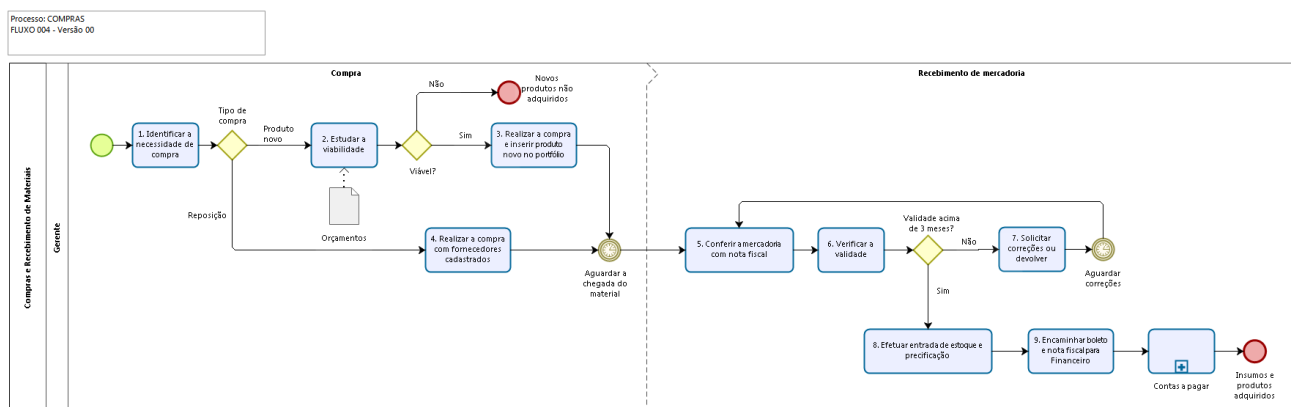 Processo: COMPRAS
FLUXO 004 - Versão 00
Compras e Recebimento de Materiais
Gerente
Compra
Recebimento de mercadoria
1. Identificar a
necessidade de
compra
Tipo de
compra
Produto
novo
Reposição
2. Estudar a
viabilidade
Orçamentos
Viável?
Não
Novos
produtos não
adquiridos
Sim
3. Realizar a compra
e inserir produto
novo no portfólio
4. Realizar a compra
com fornecedores
cadastrados
Aguardar a
chegada do
material
5. Conferir a mercadoria
com nota fiscal
6. Verificar a
validade
Validade acima
de 3 meses?
Não
7. Solicitar
correções ou
devolver
Aguardar
correções
Sim
8. Efetuar entrada de estoque e
precificação
9. Encaminhar boleto
e nota fiscal para
Financeiro
Contas a pagar
Insumos e
produtos
adquiridos